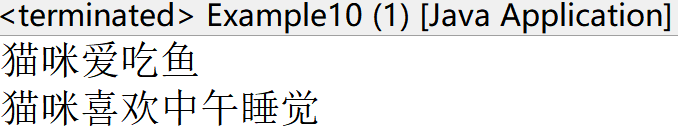 <terminated> Example10 (1) [Java Application]
猫咪爱吃鱼
猫咪喜欢中午睡觉